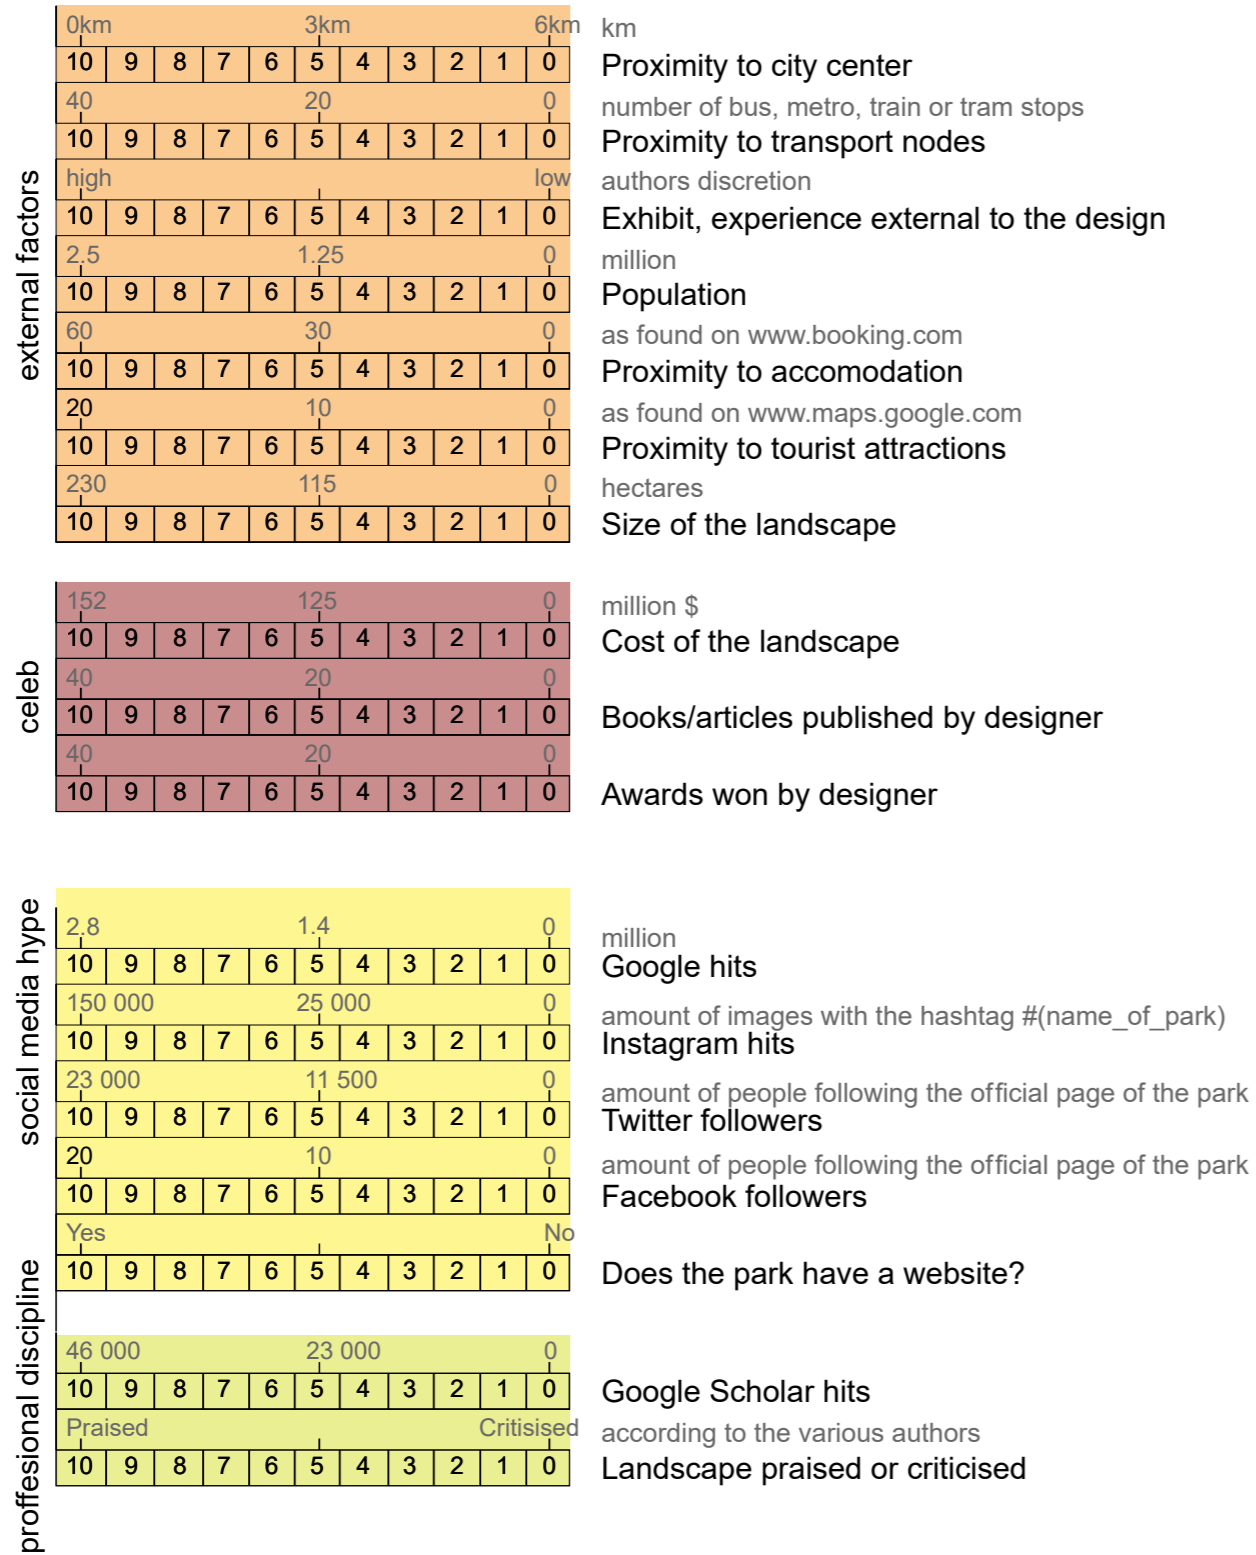 external factors
0km 3km 6km km
10 9 8 7 6 5 4 3 2 1 0 Proximity to city center
40 20 0 number of bus, metro, train or tram stops
10 9 8 7 6 5 4 3 2 1 0 Proximity to transport nodes
high low authors discretion
10 9 8 7 6 5 4 3 2 1 0 Exhibit, experience external to the design
2.5 1.25 0 million
10 9 8 7 6 5 4 3 2 1 0 Population
60 30 0 as found on www.booking.com
10 9 8 7 6 5 4 3 2 1 0 Proximity to accomodation
20 10 0 as found on www.maps.google.com
10 9 8 7 6 5 4 3 2 1 0 Proximity to tourist attractions
230 115 0 hectares
10 9 8 7 6 5 4 3 2 1 0 Size of the landscape
celeb
152 125 0 million $
10 9 8 7 6 5 4 3 2 1 0 Cost of the landscape
40 20 0
10 9 8 7 6 5 4 3 2 1 0 Books/articles published by designer
40 20 0
10 9 8 7 6 5 4 3 2 1 0 Awards won by designer
social media hype
2.8 1.4 0 million
10 9 8 7 6 5 4 3 2 1 0 Google hits
150 000 25 000 0 amount of images with the hashtag #(name_of_park)
10 9 8 7 6 5 4 3 2 1 0 Instagram hits
23 000 11 500 0 amount of people following the official page of the park
10 9 8 7 6 5 4 3 2 1 0 Twitter followers
20 10 0 amount of people following the official page of the park
10 9 8 7 6 5 4 3 2 1 0 Facebook followers
Yes No
10 9 8 7 6 5 4 3 2 1 0 Does the park have a website?
proffesional discipline
46 000 23 000 0
10 9 8 7 6 5 4 3 2 1 0 Google Scholar hits
Praised Critisised according to the various authors
10 9 8 7 6 5 4 3 2 1 0 Landscape praised or criticised